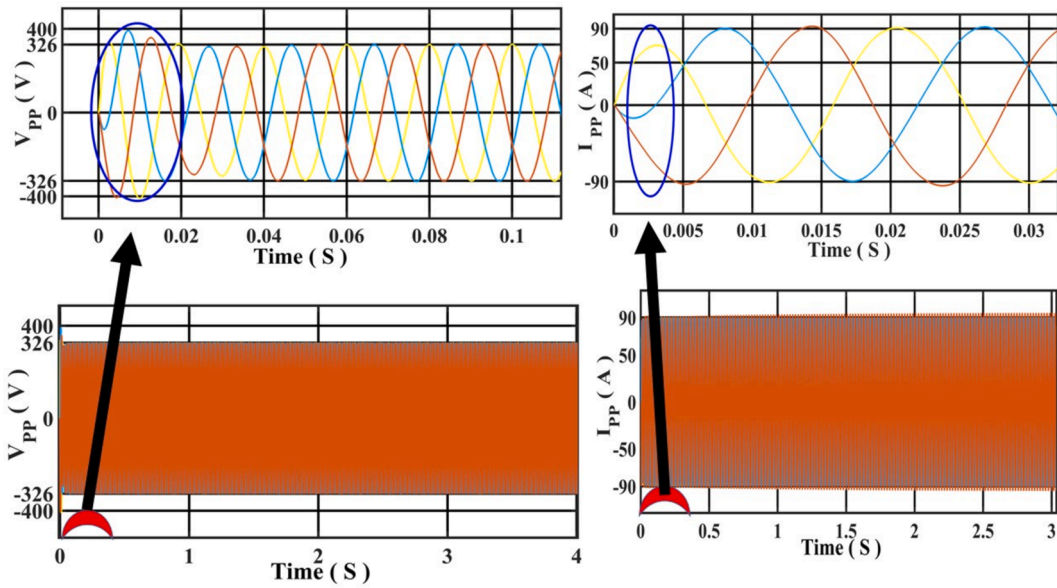 400
326
0
-326
-400
V_PP ( V )
0 0.02 0.04 0.06 0.08 0.1
Time ( S )
90
50
0
-90
I_PP ( A )
0 0.005 0.01 0.015 0.02 0.025 0.03
Time ( S )
400
326
0
-326
-400
V_PP ( V )
0 1 2 3 4
Time ( S )
90
50
0
-50
-90
I_PP ( A )
0 0.5 1 1.5 2 2.5 3
Time ( S )